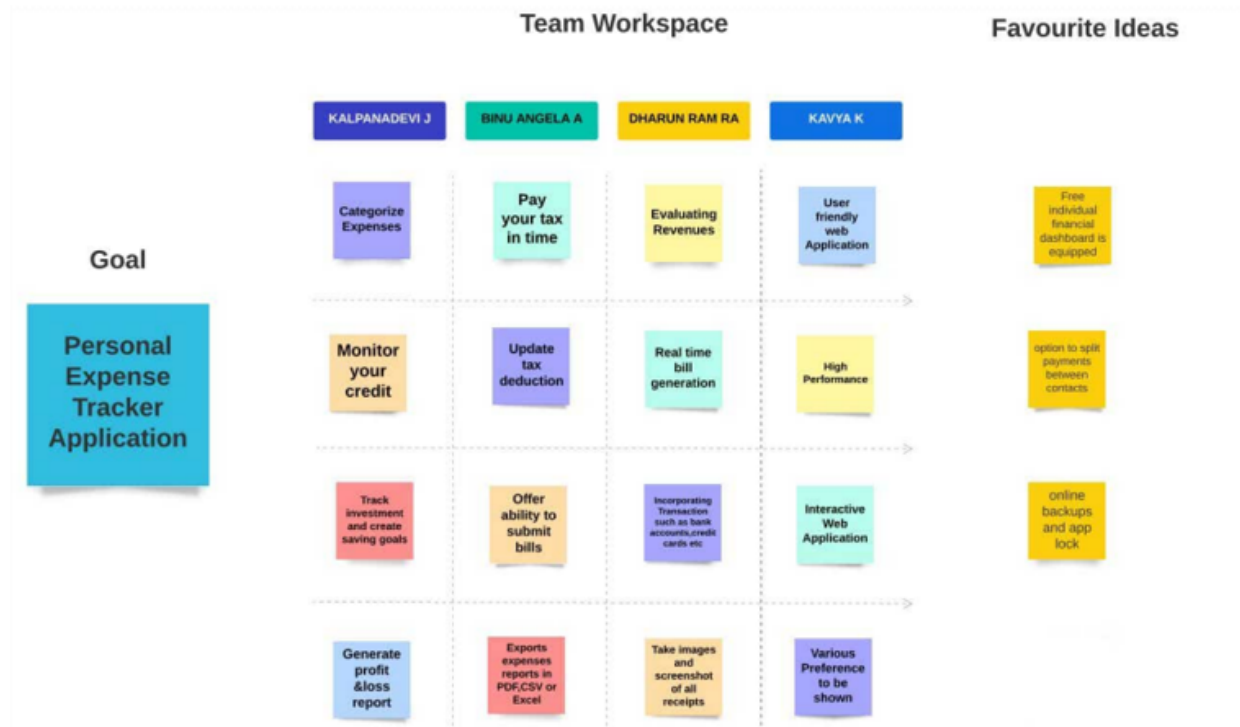 Team Workspace
Favourite Ideas
KALPANADEVI J
BINU ANGELA A
DHARUN RAM RA
KAVYA K
Goal
Personal
Expense
Tracker
Application
Categorize
Expenses
Pay
your tax
in time
Evaluating
Revenues
User
friendly
web
Application
Free
individual
financial
dashboard is
equipped
Monitor
your
credit
Update
tax
deduction
Real time
bill
generation
High
Performance
option to split
payments
between
contacts
Track
investment
and create
saving goals
Offer
ability to
submit
bills
Incorporating
Transaction
such as bank
accounts,credit
cards etc
Interactive
Web
Application
online
backups
and app
lock
Generate
profit
&loss
report
Exports
expenses
reports in
PDF,CSV or
Excel
Take images
and
screenshot
of all
receipts
Various
Preference
to be
shown